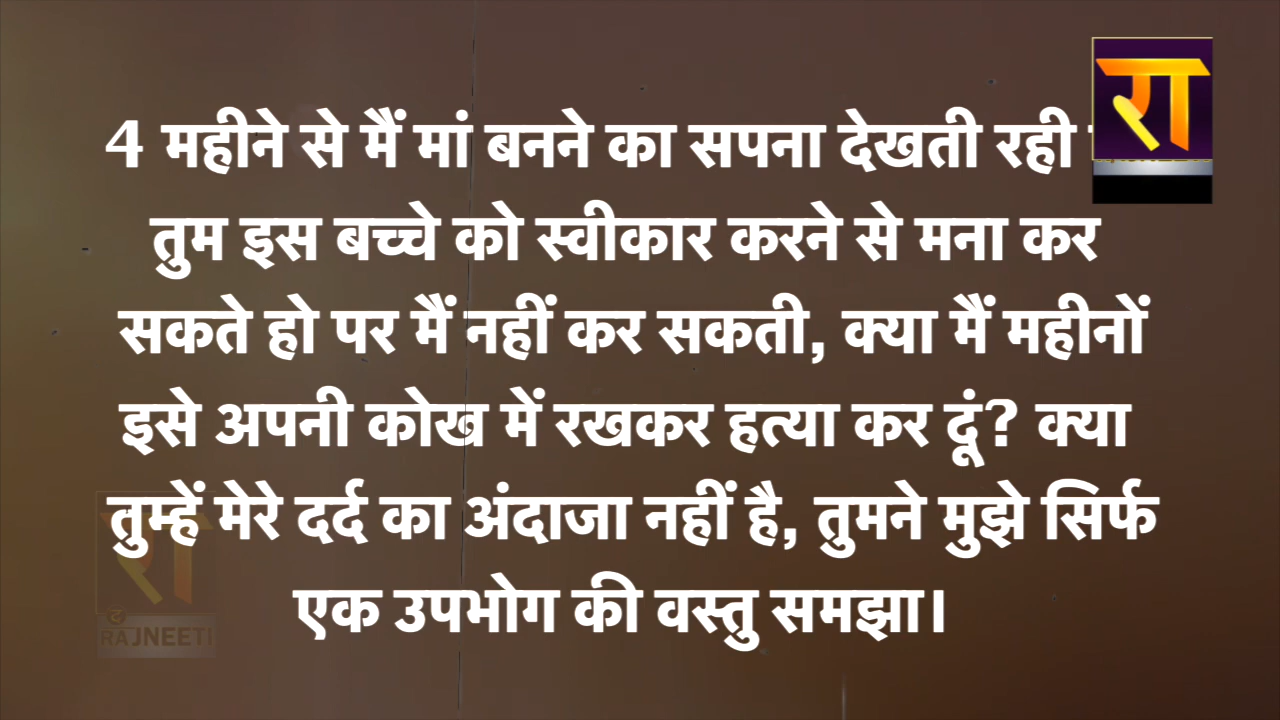 4 महीने से मैं मां बनने का सपना देखती रही
रा
तुम इस बच्चे को स्वीकार करने से मना कर
सकते हो पर मैं नहीं कर सकती, क्या मैं महीनों
इसे अपनी कोख में रखकर हत्या कर दूं? क्या
तुम्हें मेरे दर्द का अंदाजा नहीं है, तुमने मुझे सिर्फ
एक उपभोग की वस्तु समझा।
रा
द
RAJNEETI